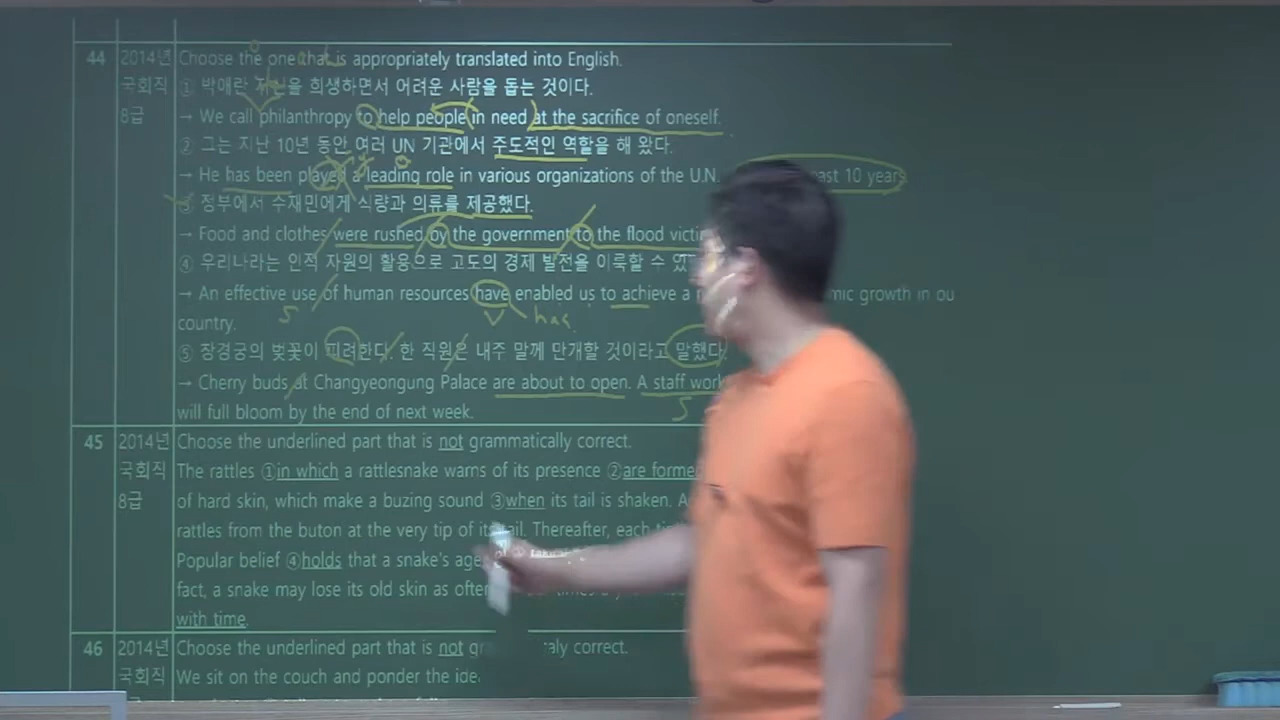 44 2014년 Choose the one that is appropriately translated into English.
국회직 ① 박애란 자신을 희생하면서 어려운 사람을 돕는 것이다.
8급 → We call philanthropy to help people in need at the sacrifice of oneself.
② 그는 지난 10년 동안 여러 UN 기관에서 주도적인 역할을 해 왔다.
→ He has been played a leading role in various organizations of the U.N. past 10 years
③ 정부에서 수재민에게 식량과 의류를 제공했다.
→ Food and clothes were rushed by the government to the flood
④ 우리나라는 인적 자원의 활용으로 고도의 경제 발전을 이룩할 수
→ An effective use of human resources have enabled us to achieve a growth in
S V has
country.
⑤ 장경궁의 벚꽃이 피려한다. 한 직원은 내주 말께 만개할 것이라고 말했다.
→ Cherry buds at Changyeongung Palace are about to open. A staff
S
will full bloom by the end of next week.
45 2014년 Choose the underlined part that is not grammatically correct.
국회직 The rattles ①in which a rattlesnake warns of its presence ②are formed
8급 of hard skin, which make a buzing sound ③when its tail is shaken.
rattles from the buton at the very tip of its tail. Thereafter, each
Popular belief ④holds that a snake's age
fact, a snake may lose its old skin as often
with time.
46 2014년 Choose the underlined part that is not correct.
국회직 We sit on the couch and ponder the